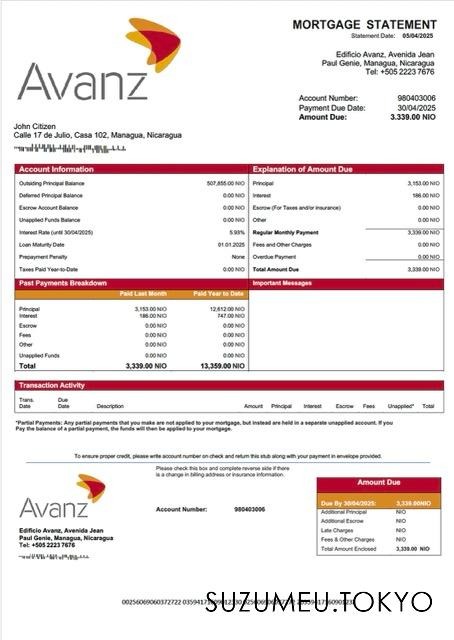 Avanz
MORTGAGE STATEMENT
Statement Date: 05/04/2025
Edificio Avanz, Avenida Jean
Paul Genie, Managua, Nicaragua
Tel: +505 2223 7676
Account Number: 980403006
Payment Due Date: 30/04/2025
Amount Due: 3.339.00 NIO
John Citizen
Calle 17 de Julio, Casa 102, Managua, Nicaragua
Account Information
Outsiding Principal Balance 507,855.00 NIO
Deferred Principal Balance 0.00 NIO
Escrow Account Balance 0.00 NIO
Unapplied Funds Balance 0.00 NIO
Interest Rate (until 30/04/2025) 5.93%
Loan Maturity Date 01.01.2025
Prepayment Penalty None
Taxes Paid Year-to-Date 0.00 NIO
Explanation of Amount Due
Principal 3,153.00 NIO
Interest 186.00 NIO
Escrow (For Taxes and/or insurance) 0.00 NIO
Other 0.00 NIO
Regular Monthly Payment 3,339.00 NIO
Fees and Other Charges 0.00 NIO
Overdue Payment 0.00 NIO
Total Amount Due 3,339.00 NIO
Past Payments Breakdown
Paid Last Month Paid Year to Date
Principal 3,153.00 NIO 12,612.00 NIO
Interest 186.00 NIO 747.00 NIO
Escrow 0.00 NIO 0.00 NIO
Fees 0.00 NIO 0.00 NIO
Other 0.00 NIO 0.00 NIO
Unapplied Funds 0.00 NIO 0.00 NIO
Total 3,339.00 NIO 13,359.00 NIO
Important Messages
Transaction Activity
Trans. Date Due Date Description Amount Principal Interest Escrow Fees Unapplied* Total
*Partial Payments: Any partial payments that you make are not applied to your mortgage, but instead are held in a separate unapplied account. If you
Pay the balance of a partial payment, the funds will then be applied to your mortgage.
To ensure proper credit, please write account number on check and return this stub along with your payment in envelope provided.
Please check this box and complete reverse side if there
is a change in billing address or insurance information.
Avanz
Edificio Avanz, Avenida Jean
Paul Genie, Managua, Nicaragua
Tel: +505 2223 7676
Account Number: 980403006
Amount Due
Due By 30/04/2025: 3,339.00NIO
Additional Principal NIO
Additional Escrow NIO
Late Charges NIO
Fees & Other Charges NIO
Total Amount Enclosed 3,339.00 NIO
SUZUMEU.TOKYO